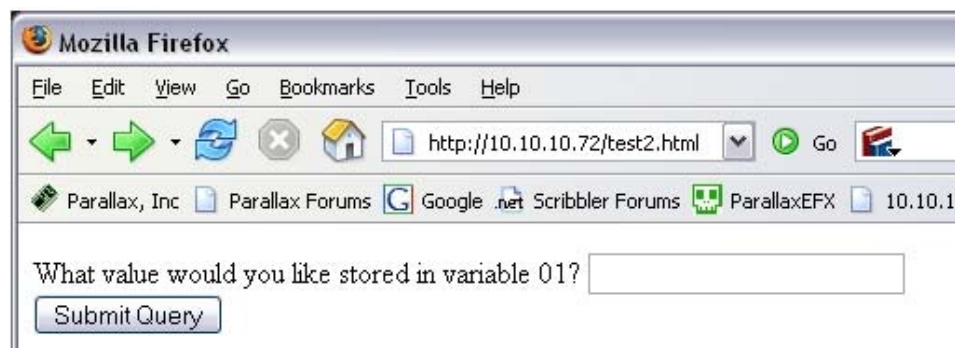 Mozilla Firefox
File Edit View Go Bookmarks Tools Help
http://10.10.10.72/test2.html Go
Parallax, Inc Parallax Forums G Google .net Scribbler Forums ParallaxEFX 10.10.1
What value would you like stored in variable 01?
Submit Query